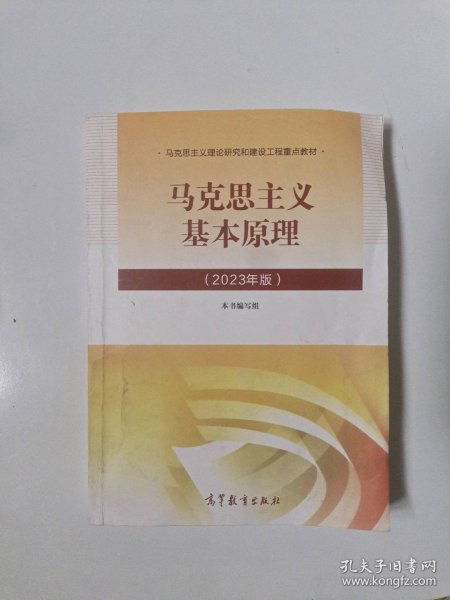 ·马克思主义理论研究和建设工程重点教材·
马克思主义
基本原理
(2023年版)
本书编写组
高等教育出版社
孔夫子旧书网
www.kongfz.com